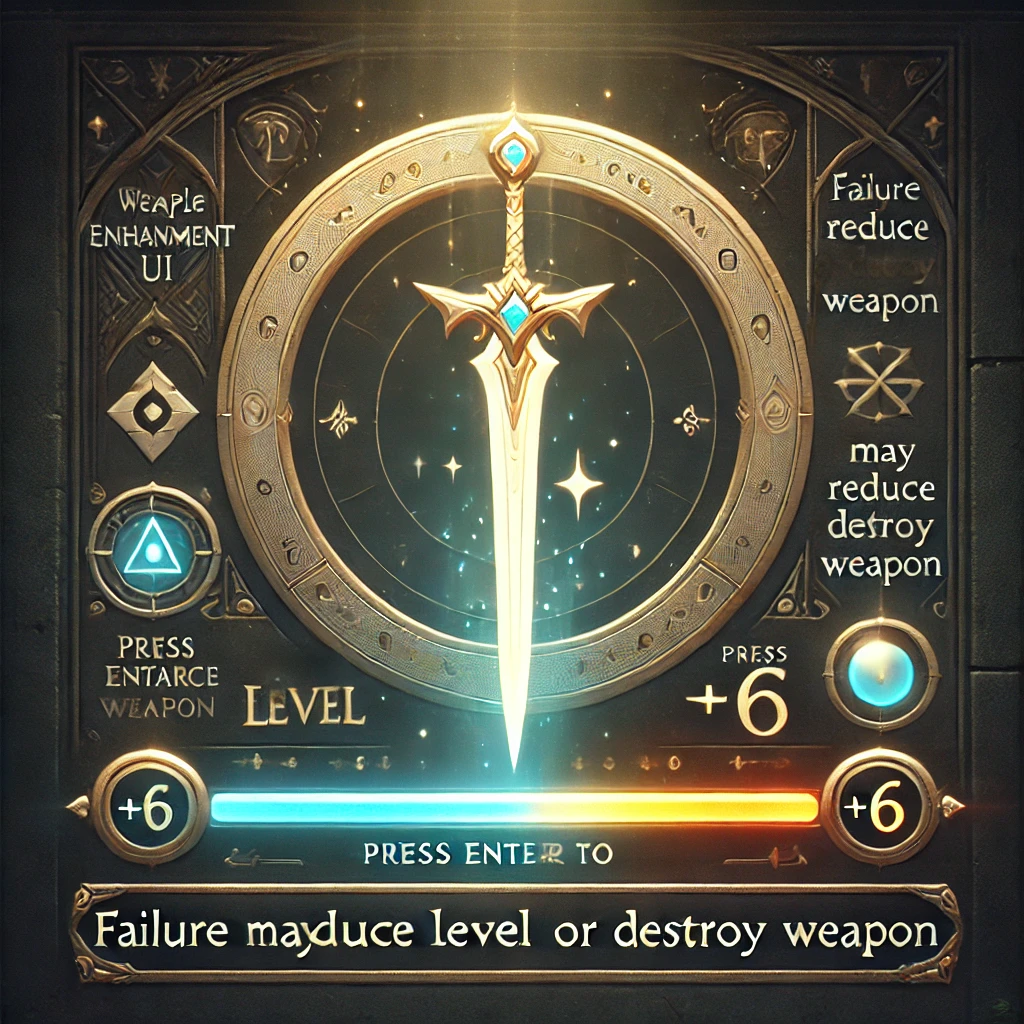 Weaple
ENHANMENT
UI
Failure
reduce
weapon
may
reduce
destroy
weapon
PRESS
ENTARCE
WEAPON
LEVEL
PRESS
+6
+6
+6
PRESS ENTER TO
Failure mayduce level or destroy weapon